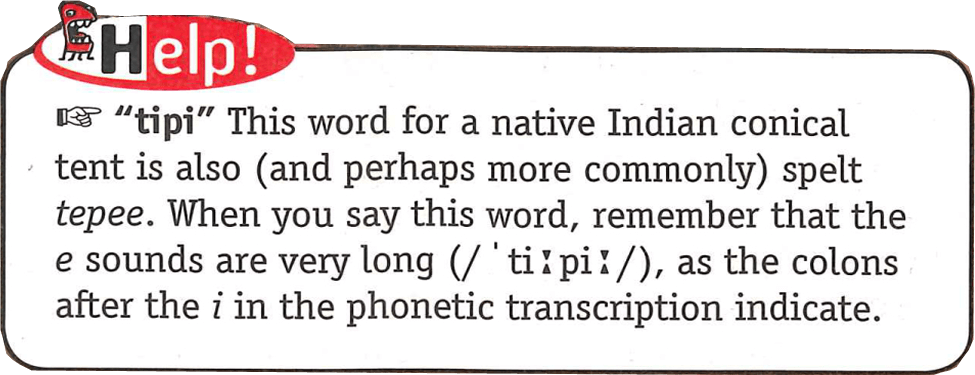 Help!
☞ “tipi” This word for a native Indian conical
tent is also (and perhaps more commonly) spelt
tepee. When you say this word, remember that the
e sounds are very long (/ ˈtiːpiː/), as the colons
after the i in the phonetic transcription indicate.